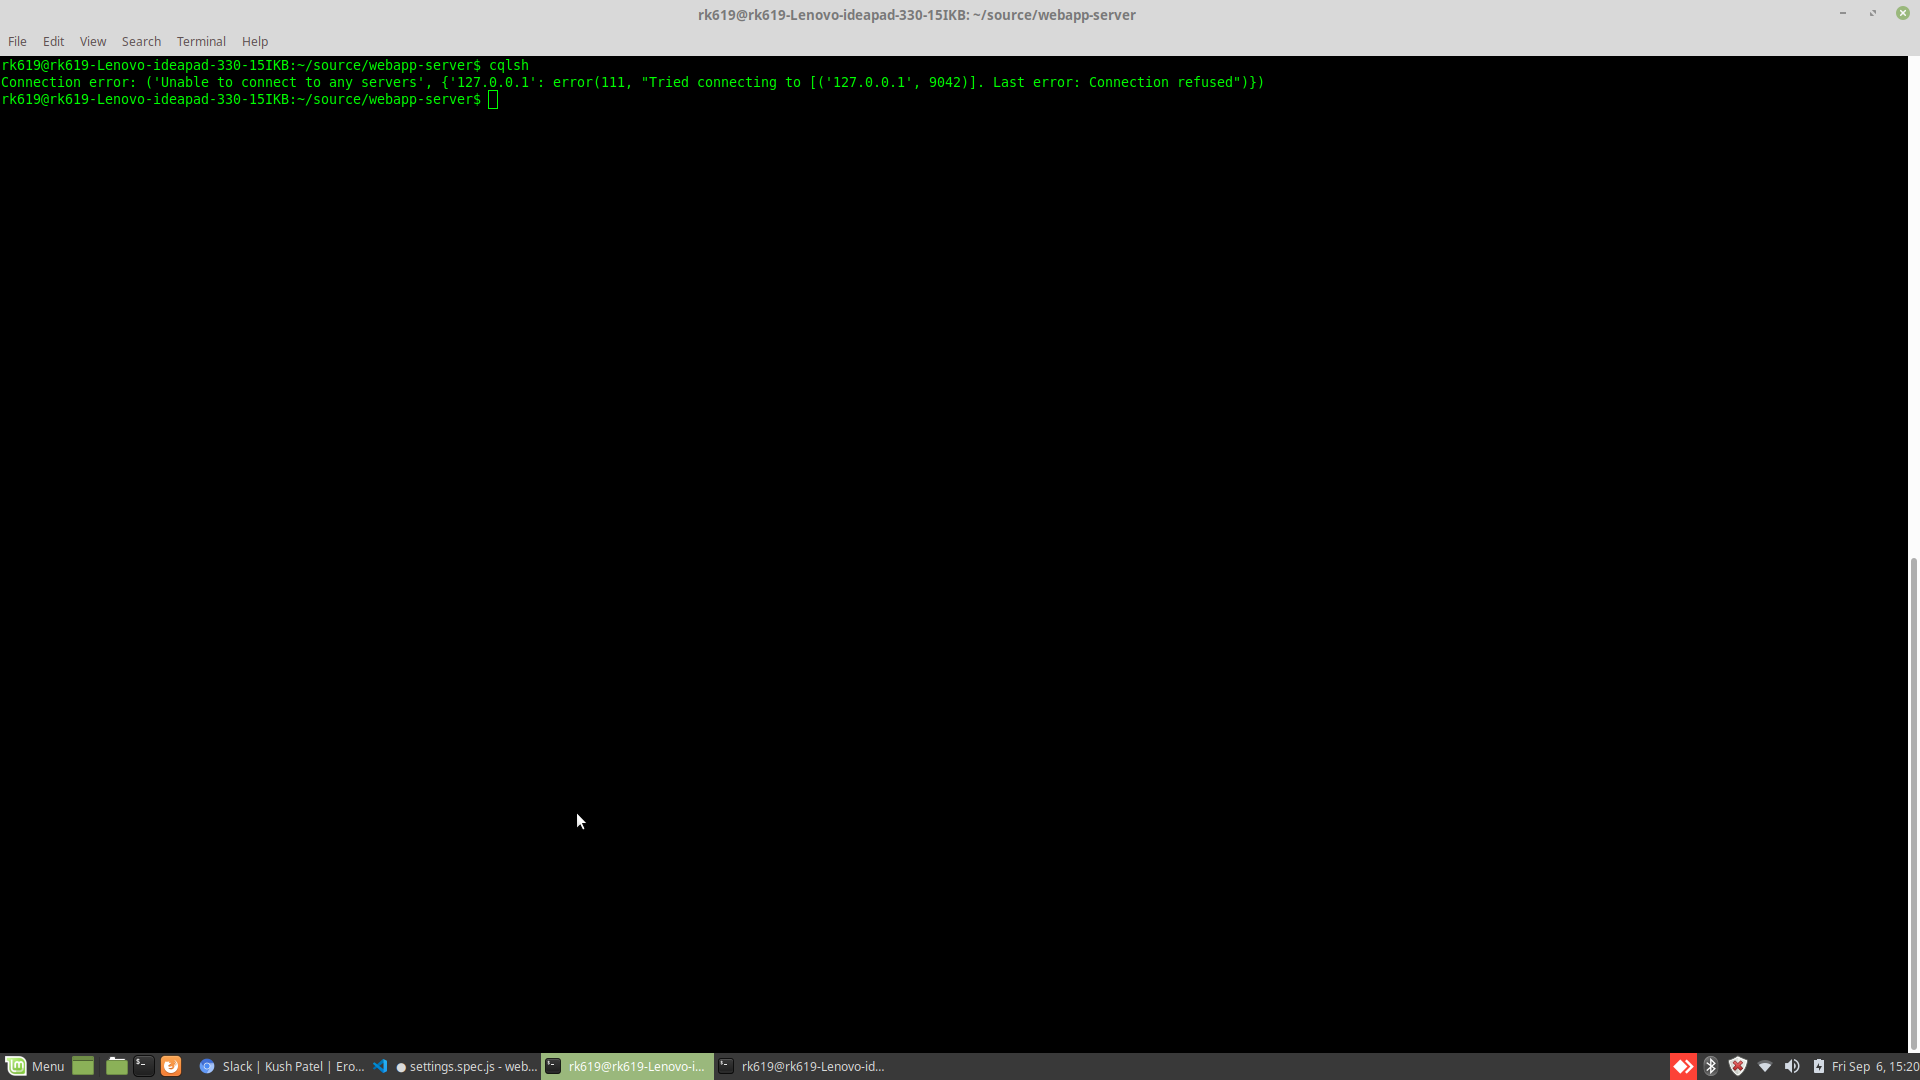 rk619@rk619-Lenovo-ideapad-330-15IKB: ~/source/webapp-server
File Edit View Search Terminal Help
rk619@rk619-Lenovo-ideapad-330-15IKB:~/source/webapp-server$ cqlsh
Connection error: ('Unable to connect to any servers', {'127.0.0.1': error(111, "Tried connecting to [('127.0.0.1', 9042)]. Last error: Connection refused")})
rk619@rk619-Lenovo-ideapad-330-15IKB:~/source/webapp-server$
Menu Slack | Kush Patel | Ero... ● settings.spec.js - web... rk619@rk619-Lenovo-i... rk619@rk619-Lenovo-id... Fri Sep 6, 15:20